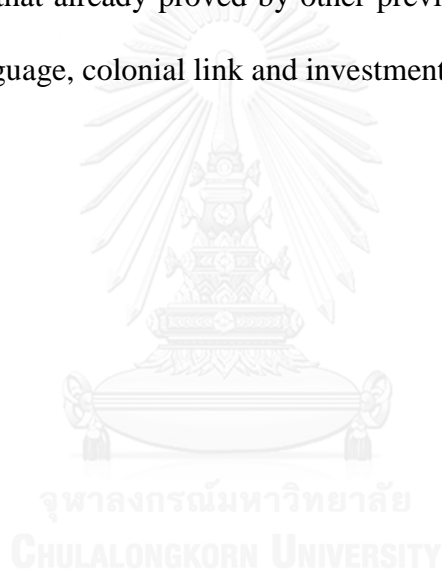 that already proved by other previ
guage, colonial link and investment
จุฬาลงกรณ์มหาวิทยาลัย
CHULALONGKORN UNIVERSITY